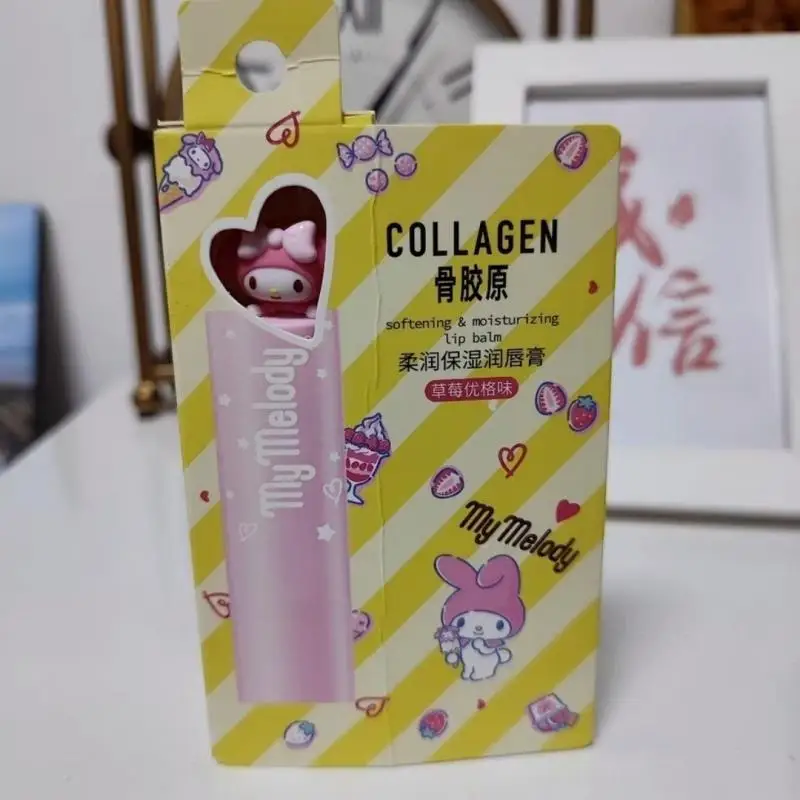 COLLAGEN
骨胶原
softening & moisturizing
lip balm
柔润保湿润唇膏
草莓优格味
My Melody
My Melody
信